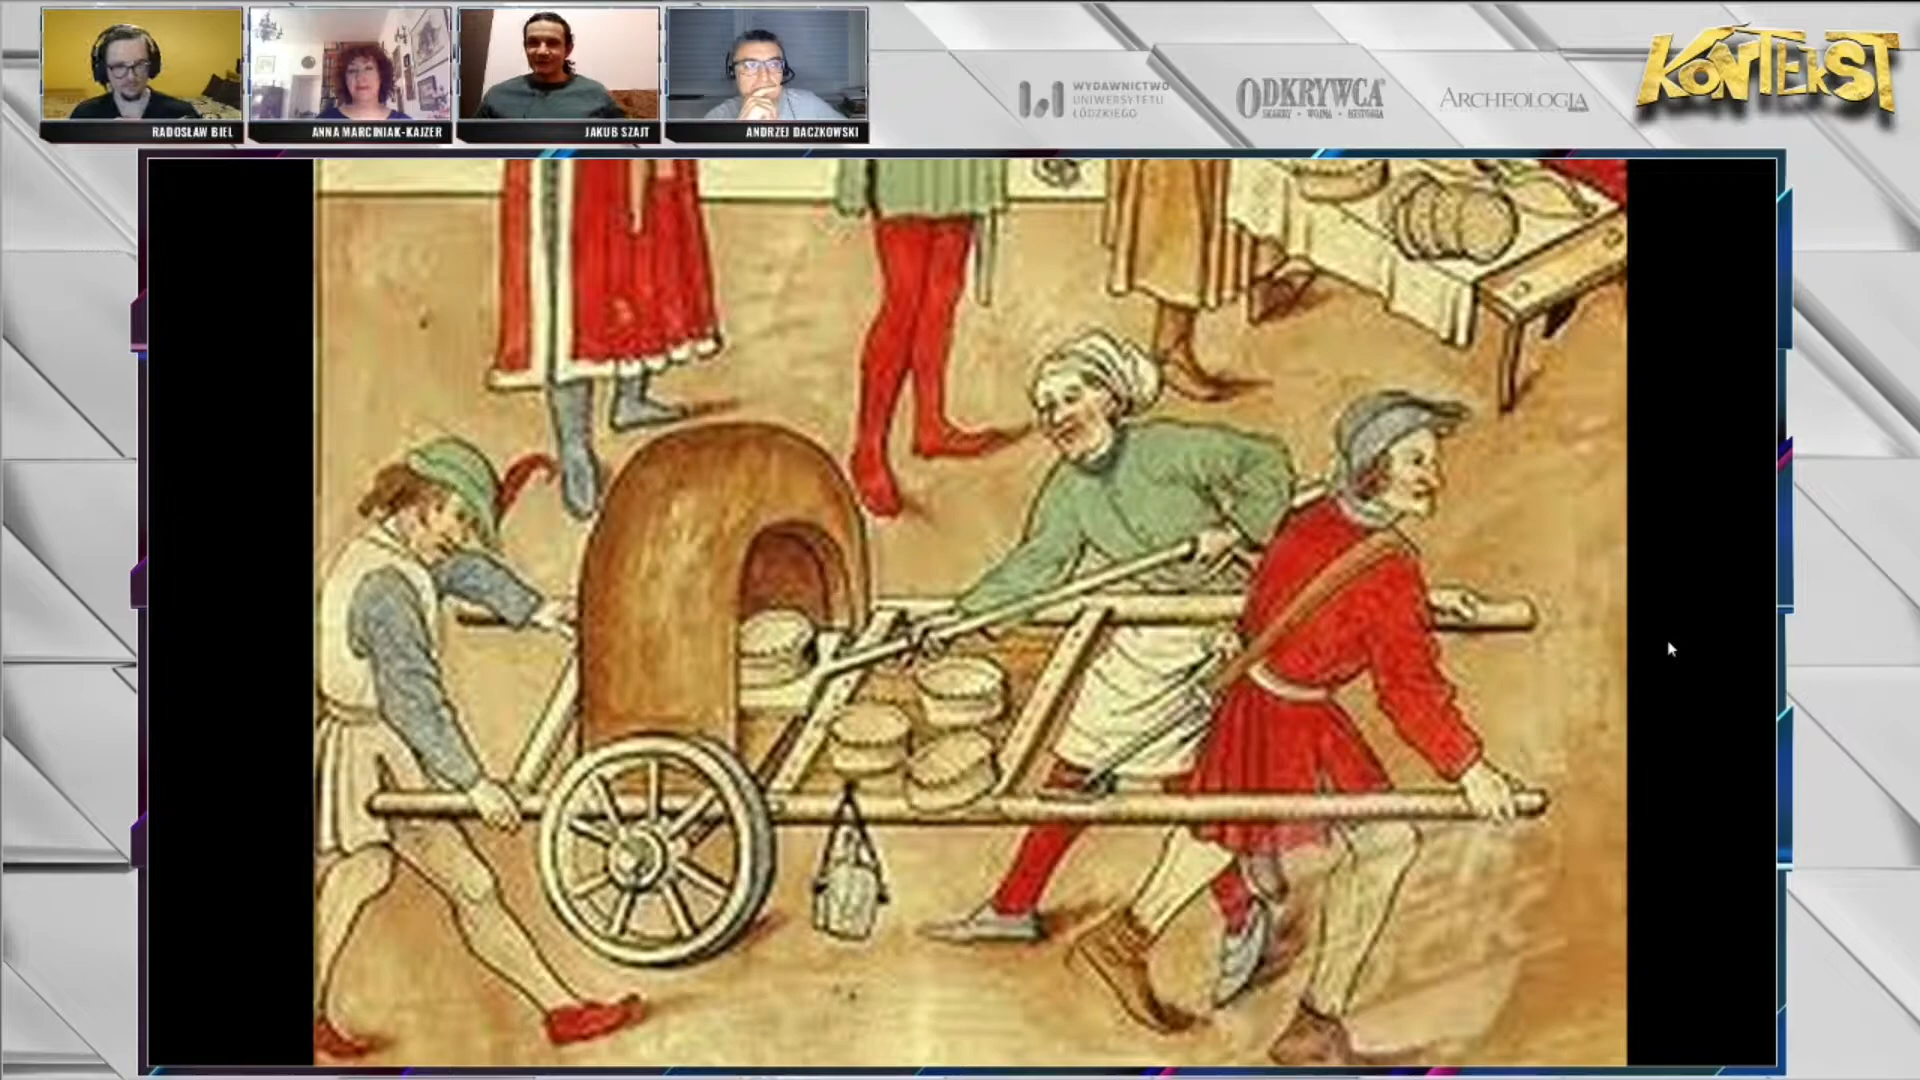 RADOSŁAW BIEL
ANNA MARCINIAK-KAJZER
JAKUB SZAJT
ANDRZEJ DACZKOWSKI
WYDAWNICTWO
UNIWERSYTETU
ŁÓDZKIEGO
ODKRYWCA
SKARBY • WOJNA • HISTORIA
ARCHEOLOGIA
KONTEKST